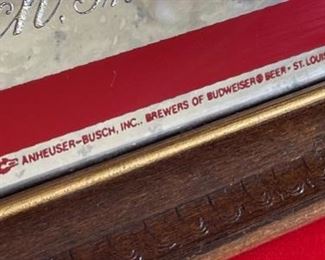 ANHEUSER-BUSCH, INC., BREWERS OF BUDWEISER® BEER - ST. LOUIS